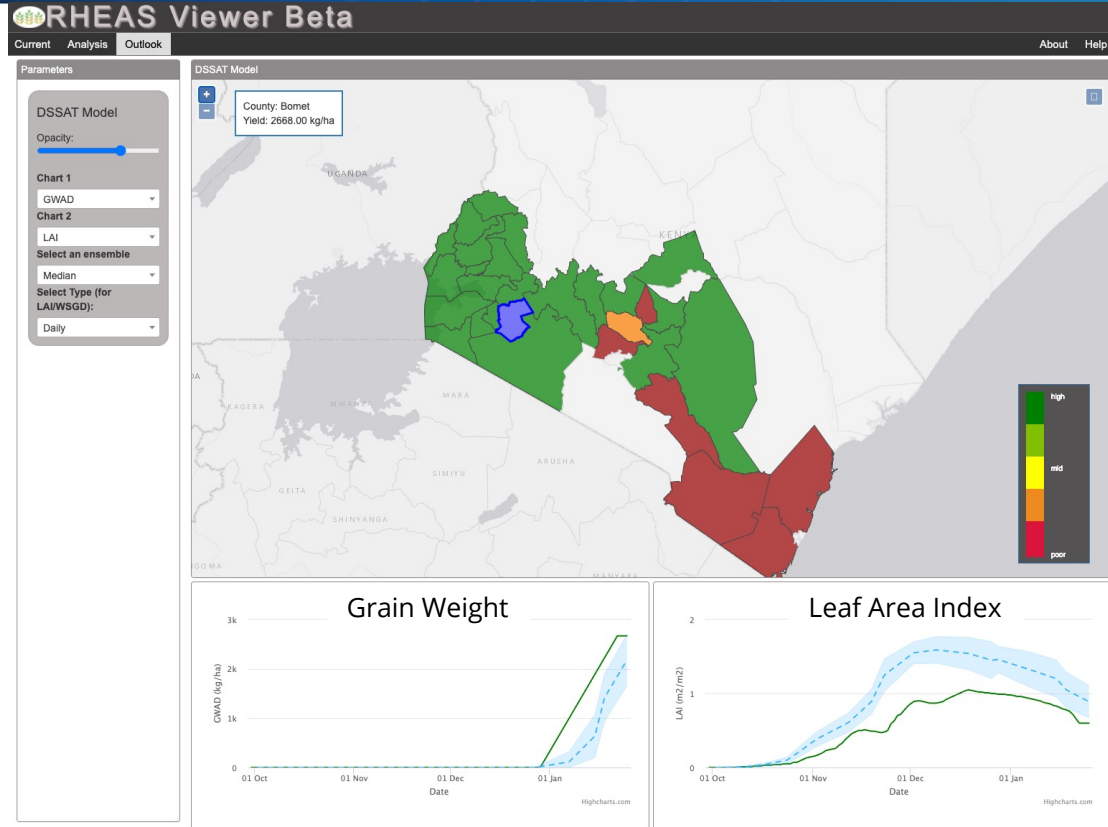 RHEAS Viewer Beta
Current Analysis Outlook About Help
Parameters
DSSAT Model
Opacity:
Chart 1
GWAD
Chart 2
LAI
Select an ensemble
Median
Select Type (for
LAI/WSGD):
Daily
DSSAT Model
+
−
County: Bomet
Yield: 2668.00 kg/ha
UGANDA
KENY
KAGERA
MWANZA
MARA
SIMIYU
ARUSHA
GEITA
SHINYANGA
MANYARA
high
mid
poor
Grain Weight
3k
2k
1k
0
GWAD (kg/ha)
01 Oct 01 Nov 01 Dec 01 Jan
Date
Highcharts.com
Leaf Area Index
2
1
0
LAI (m2/m2)
01 Oct 01 Nov 01 Dec 01 Jan
Date
Highcharts.com